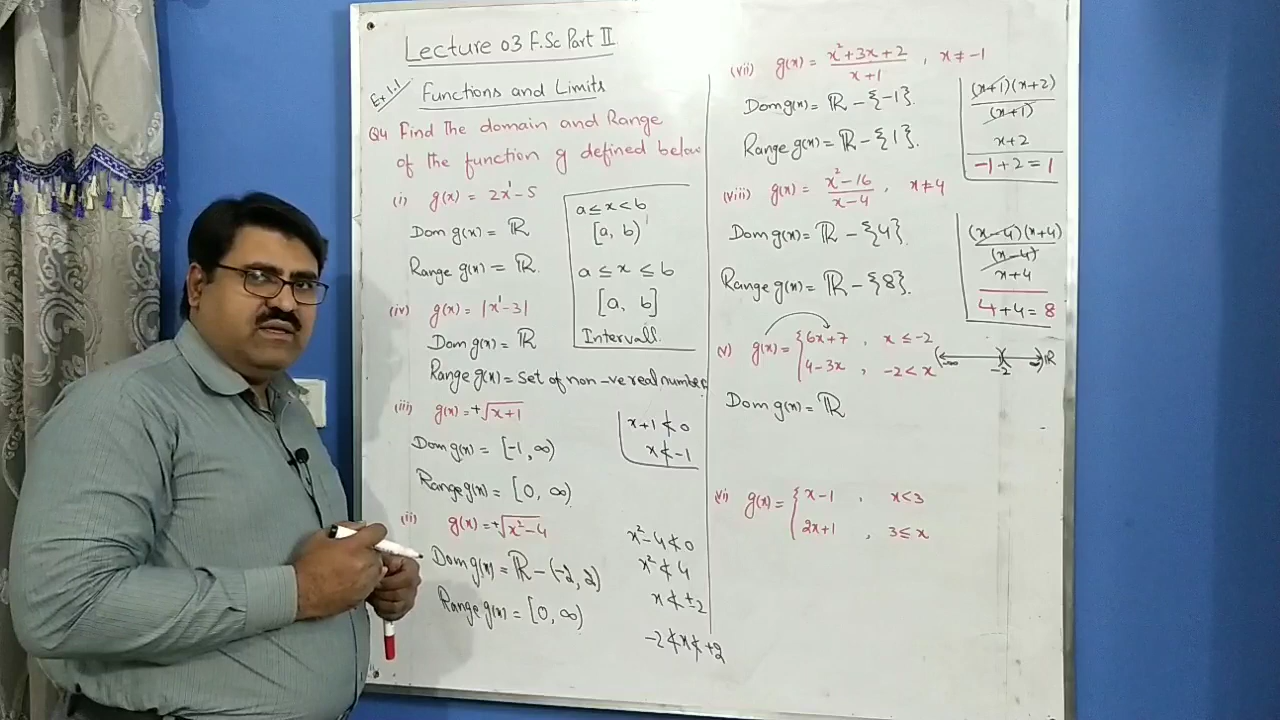 Lecture 03 F.Sc Part II
Ex 1.1
Functions and Limits
Q4 Find The domain and Range
of the function g defined below
(i) g(x) = 2x¹-5
Dom g(x) = ℝ
Range g(x) = ℝ.
a ≤ x < b
[a, b)
a ≤ x ≤ b
[a, b]
Intervall.
(iv) g(x) = |x¹-3|
Dom g(x) = ℝ
Range g(x) = Set of non -ve real number
(iii) g(x) = +√(x+1)
Dom g(x) = [-1, ∞)
Range g(x) = [0, ∞)
x+1 ≮ 0
x ≮ -1
(ii) g(x) = +√(x²-4)
Dom g(x) = ℝ - (-2, 2)
Range g(x) = [0, ∞)
x²-4 ≮ 0
x² ≮ 4
x ≮ ±2
-2 ≮ x ≮ +2
(vii) g(x) = (x²+3x+2)/(x+1) , x ≠ -1
Dom g(x) = ℝ - {-1}.
Range g(x) = ℝ - {1}.
(x+1)(x+2)
(x+1)
x+2
-1+2 = 1
(viii) g(x) = (x²-16)/(x-4) , x ≠ 4
Dom g(x) = ℝ - {4}.
Range g(x) = ℝ - {8}.
(x-4)(x+4)
(x-4)
x+4
4+4 = 8
(v) g(x) = { 6x+7 , x ≤ -2
4-3x , -2 < x
-∞ -2 ∞ ℝ
Dom g(x) = ℝ
(vi) g(x) = { x-1 , x < 3
2x+1 , 3 ≤ x